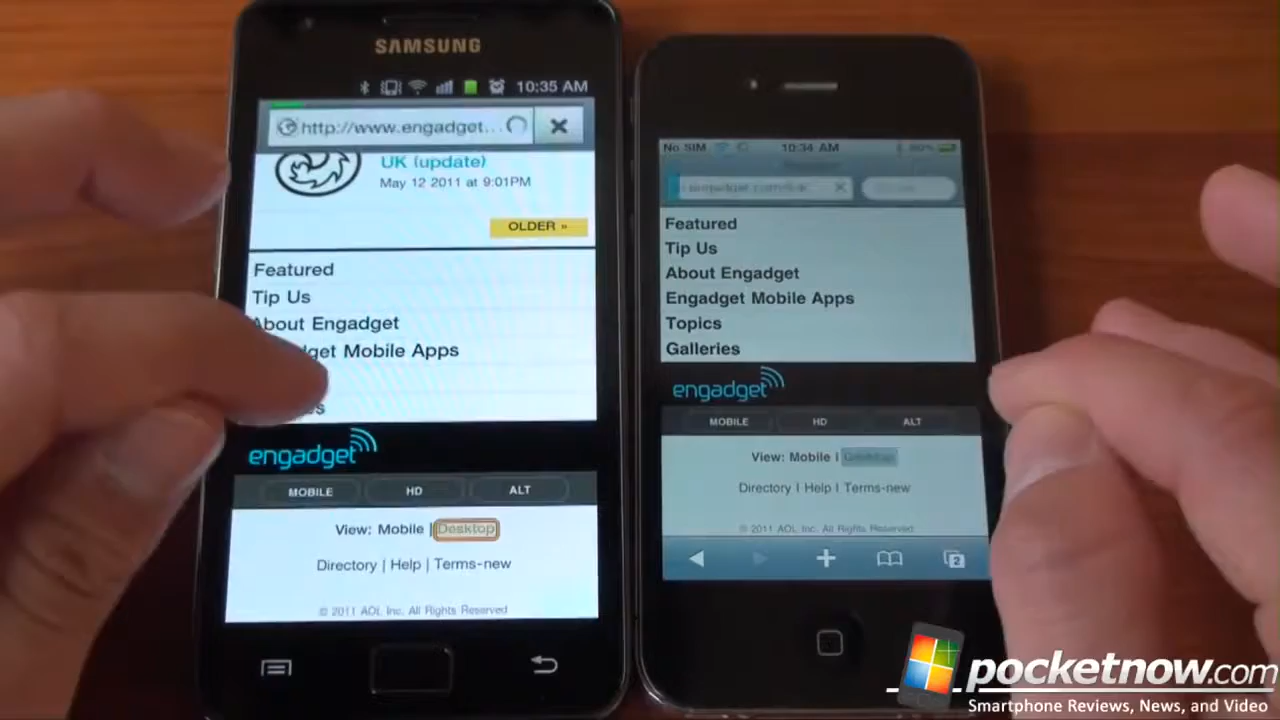 SAMSUNG
10:35 AM
http://www.engadget...
UK (update)
May 12 2011 at 9:01PM
OLDER »
Featured
Tip Us
About Engadget
get Mobile Apps
es
engadget
MOBILE
HD
ALT
View: Mobile | Desktop
Directory | Help | Terms-new
© 2011 AOL Inc. All Rights Reserved
No SIM
10:34 AM
Featured
Tip Us
About Engadget
Engadget Mobile Apps
Topics
Galleries
engadget
MOBILE
HD
ALT
View: Mobile | Desktop
Directory | Help | Terms-new
© 2011 AOL Inc. All Rights Reserved
2
pocketnow.com
Smartphone Reviews, News, and Video